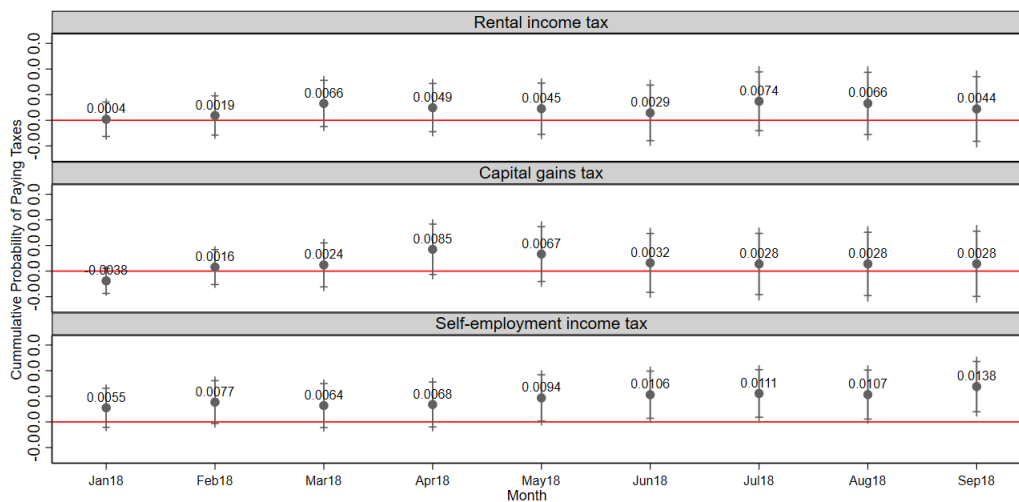 Rental income tax
0.0004 0.0019 0.0066 0.0049 0.0045 0.0029 0.0074 0.0066 0.0044
Capital gains tax
-0.0038 0.0016 0.0024 0.0085 0.0067 0.0032 0.0028 0.0028 0.0028
Self-employment income tax
0.0055 0.0077 0.0064 0.0068 0.0094 0.0106 0.0111 0.0107 0.0138
Cummulative Probability of Paying Taxes
Jan18 Feb18 Mar18 Apr18 May18 Jun18 Jul18 Aug18 Sep18
Month